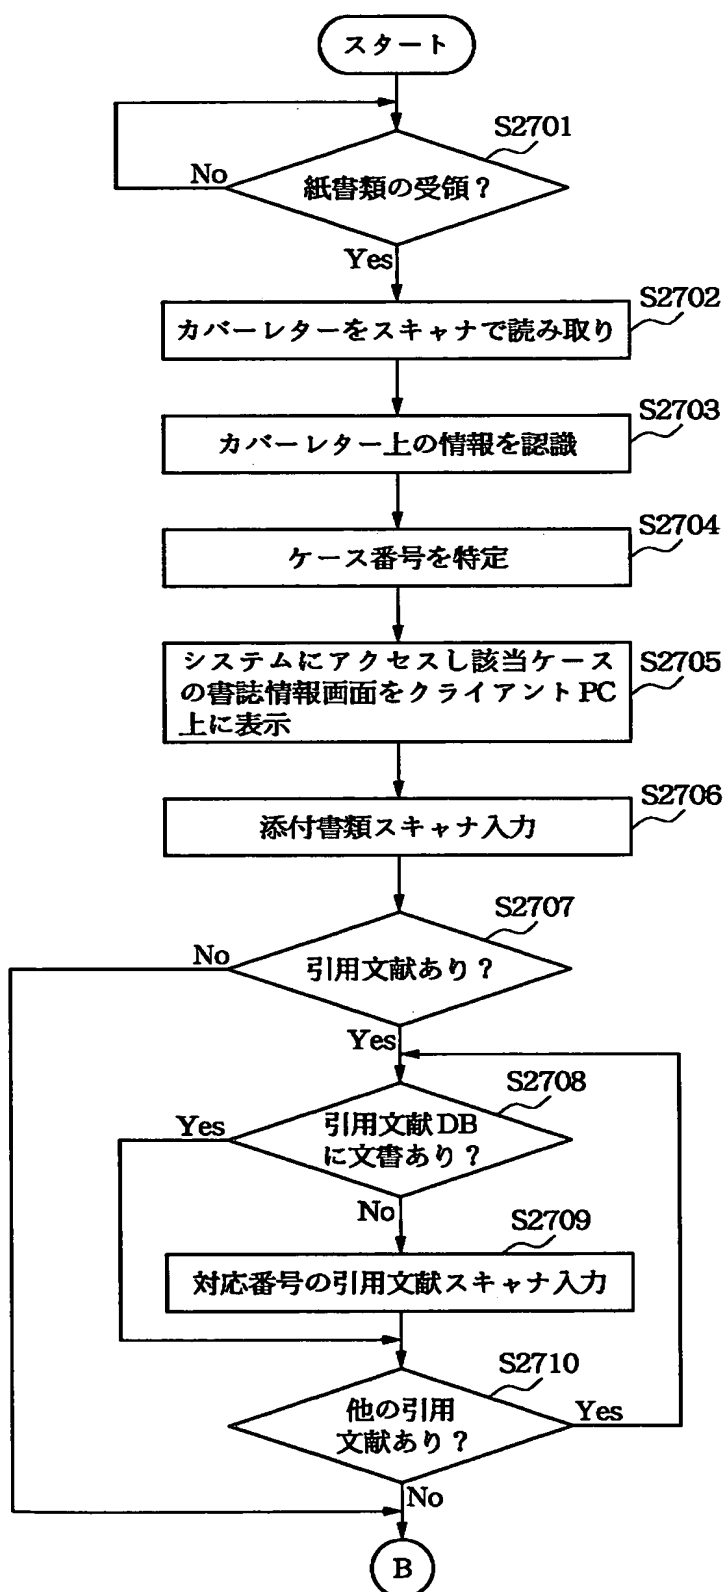 スタート
S2701
No
紙書類の受領?
Yes
S2702
カバーレターをスキャナで読み取り
S2703
カバーレター上の情報を認識
S2704
ケース番号を特定
S2705
システムにアクセスし該当ケース
の書誌情報画面をクライアントPC
上に表示
S2706
添付書類スキャナ入力
S2707
No
引用文献あり?
Yes
S2708
Yes
引用文献DB
に文書あり?
No
S2709
対応番号の引用文献スキャナ入力
S2710
他の引用
文献あり?
Yes
No
B